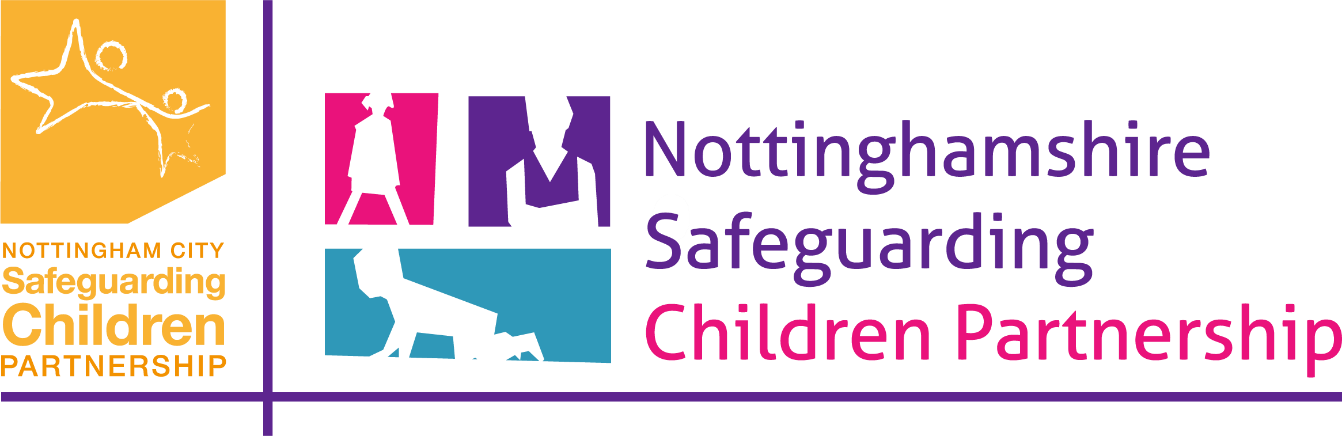 NOTTINGHAM CITY
Safeguarding
Children
PARTNERSHIP
Nottinghamshire
Safeguarding
Children Partnership